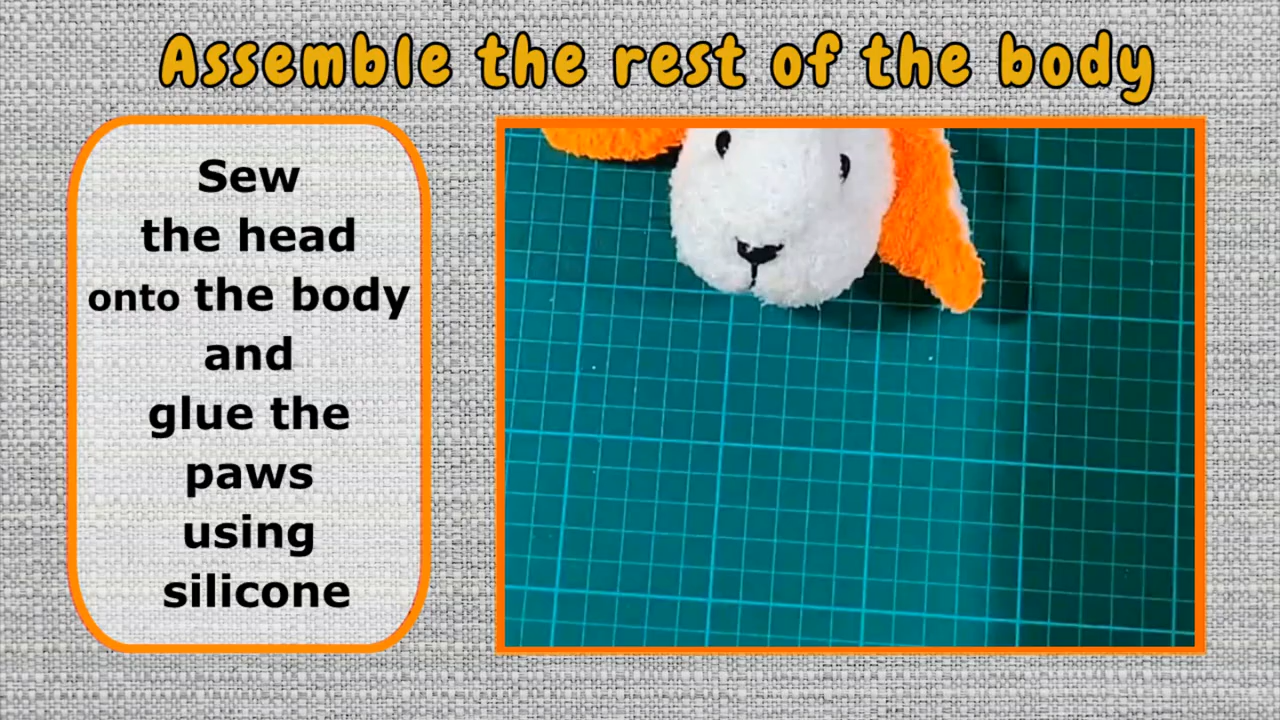 Assemble the rest of the body
Sew
the head
onto the body
and
glue the
paws
using
silicone